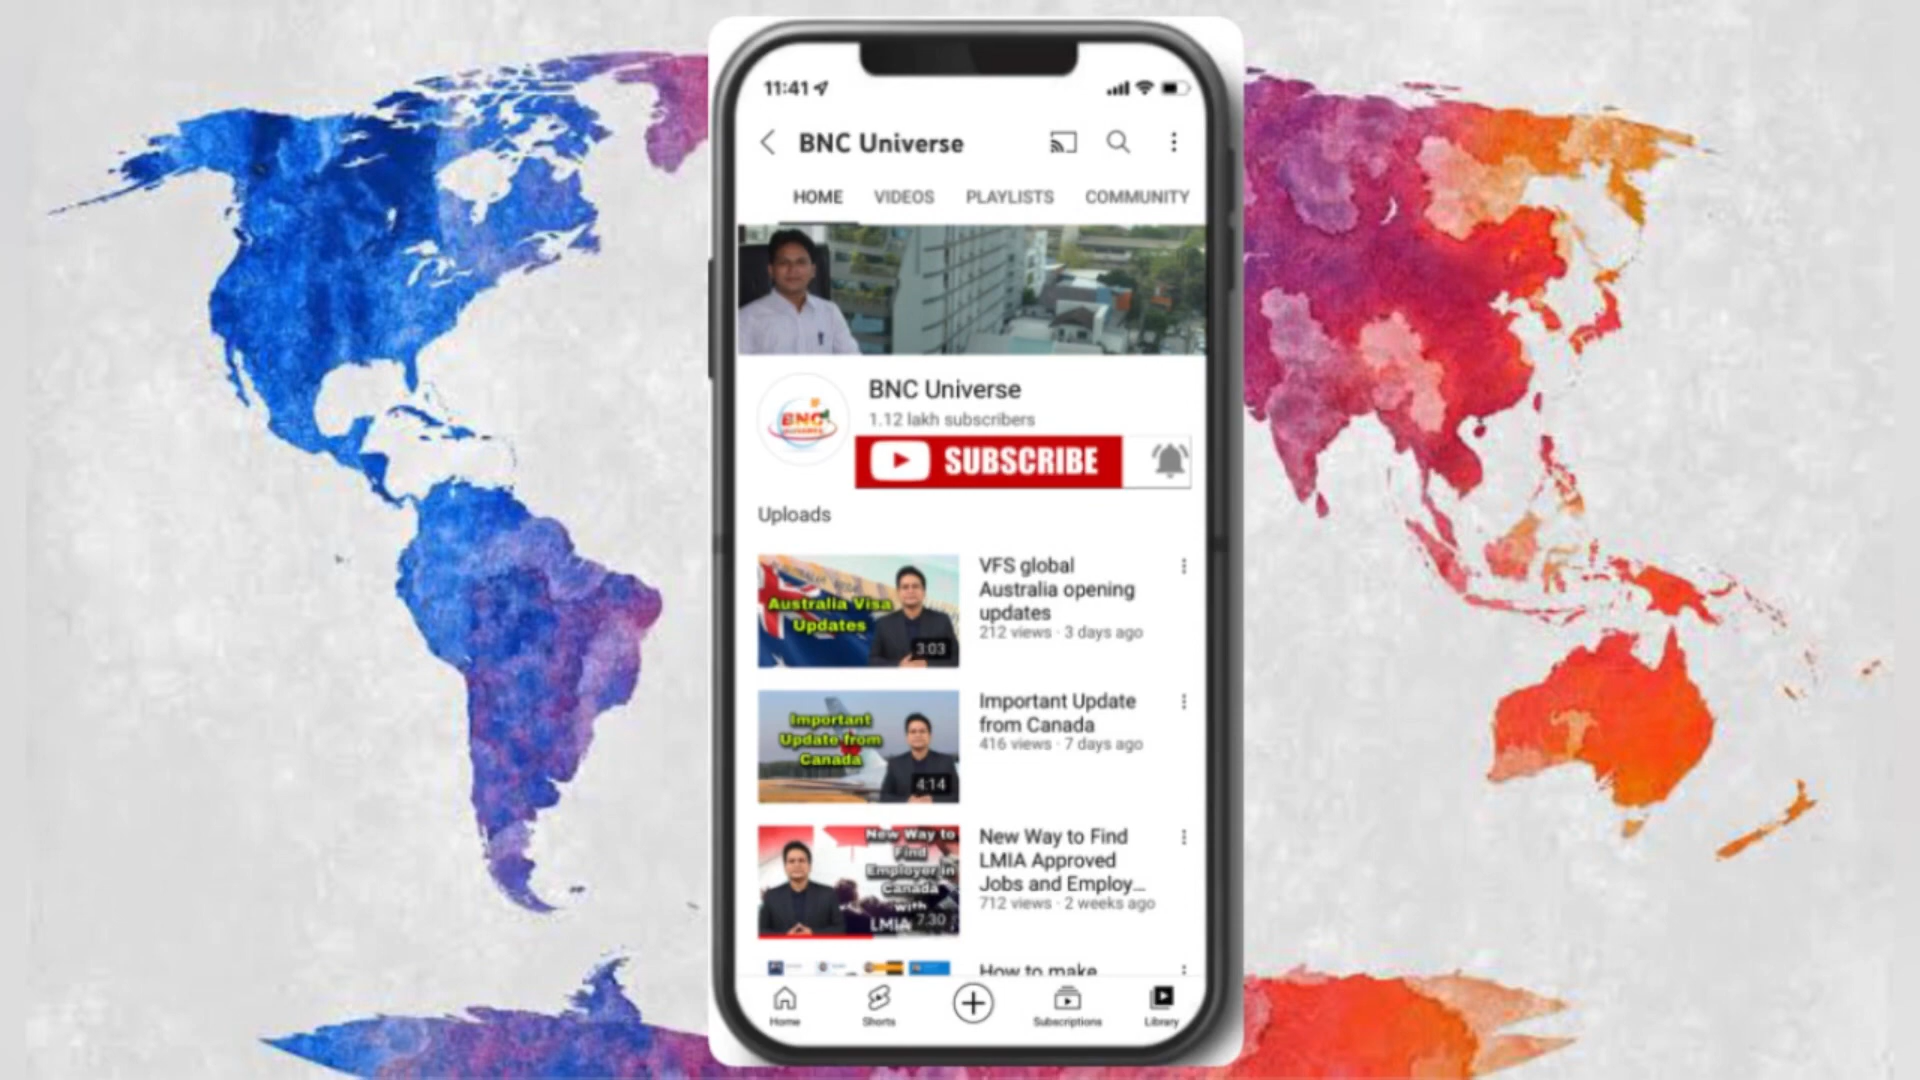 11:41
BNC Universe
HOME VIDEOS PLAYLISTS COMMUNITY
BNC
BNC Universe
1.12 lakh subscribers
SUBSCRIBE
Uploads
Australia Visa
Updates
3:03
VFS global
Australia opening
updates
212 views · 3 days ago
Important
Update from
Canada
4:14
Important Update
from Canada
416 views · 7 days ago
New Way to
Find
Employer in
Canada
with
LMIA
7:30
New Way to Find
LMIA Approved
Jobs and Employ...
712 views · 2 weeks ago
How to make
Home Shorts Subscriptions Library